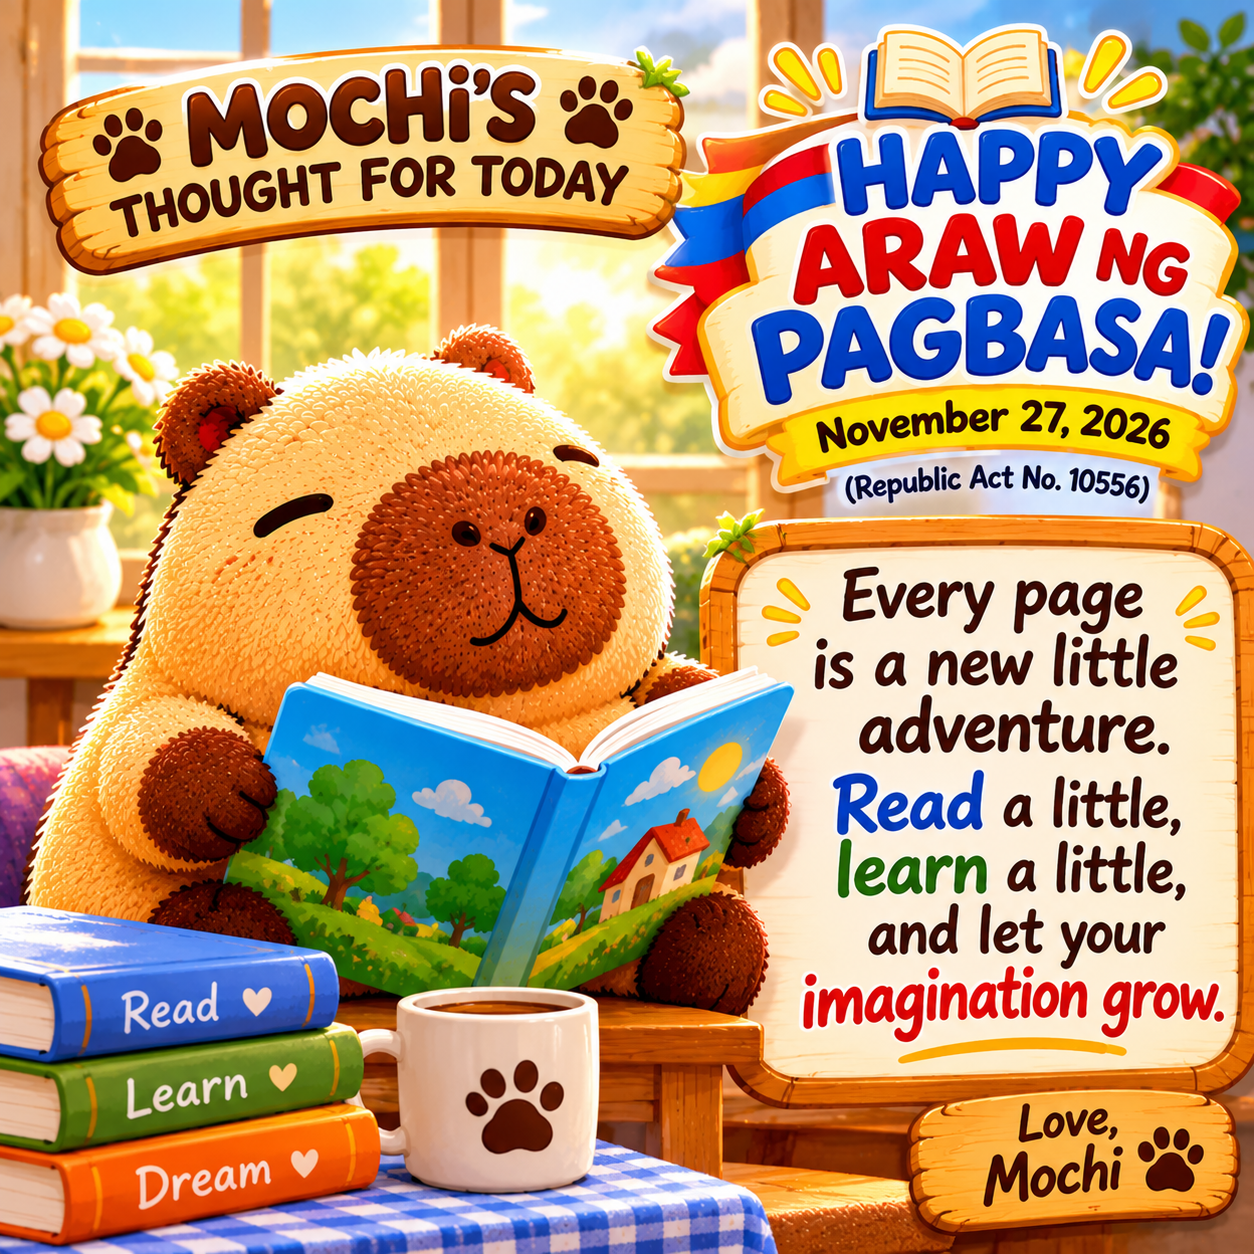 MOCHi'S
THOUGHT FOR TODAY
HAPPY
ARAW NG
PAGBASA!
November 27, 2026
(Republic Act No. 10556)
Every page
is a new little
adventure.
Read a little,
learn a little,
and let your
imagination grow.
Love,
Mochi
Read
Learn
Dream